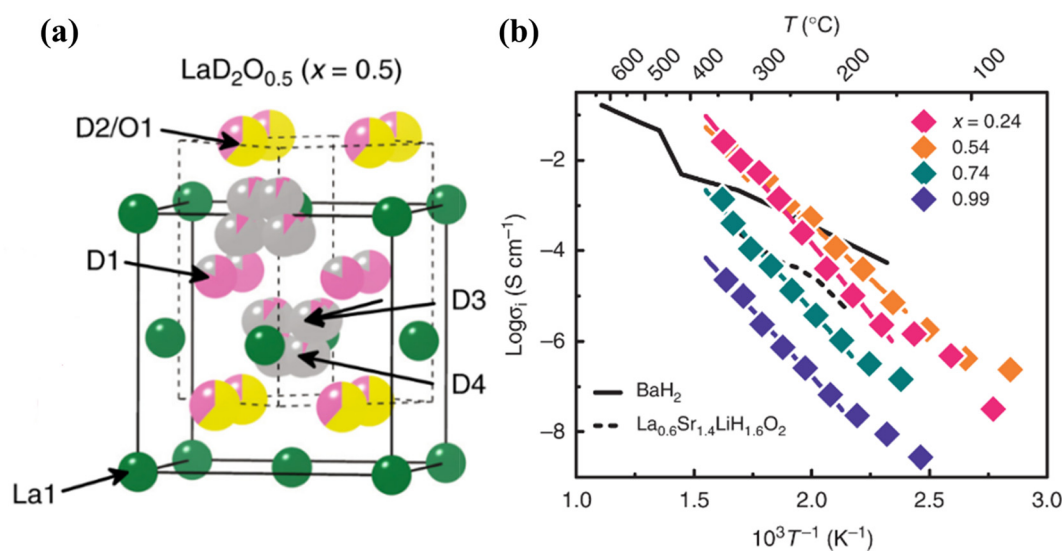 (a)
LaD₂O₀.₅ (x = 0.5)
D2/O1
D1
D3
D4
La1
(b)
T (°C)
600 500 400 300 200 100
x = 0.24
0.54
0.74
0.99
−2
−4
−6
−8
Logσᵢ (S cm⁻¹)
BaH₂
La₀.₆Sr₁.₄LiH₁.₆O₂
1.0 1.5 2.0 2.5 3.0
10³T⁻¹ (K⁻¹)